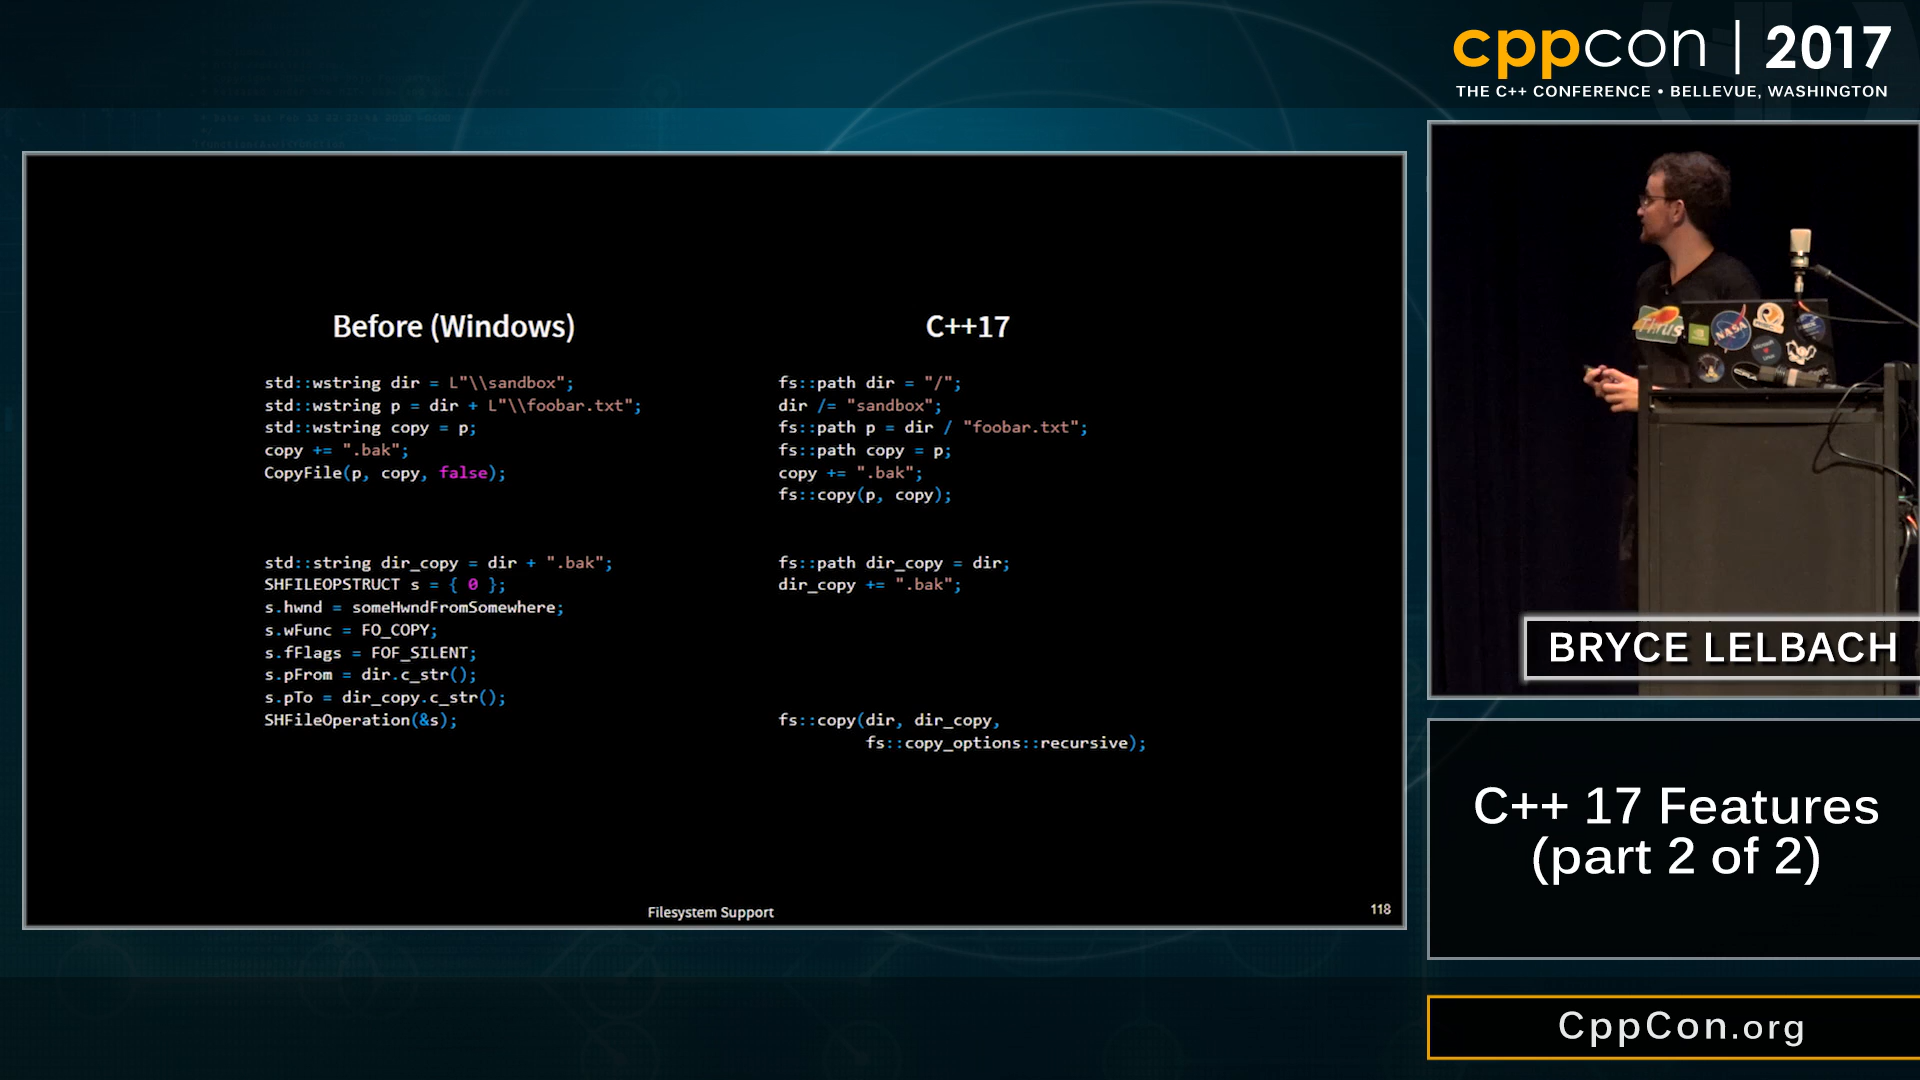 cppcon | 2017
THE C++ CONFERENCE • BELLEVUE, WASHINGTON
Before (Windows)
std::wstring dir = L"\\sandbox";
std::wstring p = dir + L"\\foobar.txt";
std::wstring copy = p;
copy += ".bak";
CopyFile(p, copy, false);
std::string dir_copy = dir + ".bak";
SHFILEOPSTRUCT s = { 0 };
s.hwnd = someHwndFromSomewhere;
s.wFunc = FO_COPY;
s.fFlags = FOF_SILENT;
s.pFrom = dir.c_str();
s.pTo = dir_copy.c_str();
SHFileOperation(&s);
C++17
fs::path dir = "/";
dir /= "sandbox";
fs::path p = dir / "foobar.txt";
fs::path copy = p;
copy += ".bak";
fs::copy(p, copy);
fs::path dir_copy = dir;
dir_copy += ".bak";
fs::copy(dir, dir_copy,
fs::copy_options::recursive);
Filesystem Support
118
NASA
BRYCE LELBACH
C++ 17 Features
(part 2 of 2)
CppCon.org